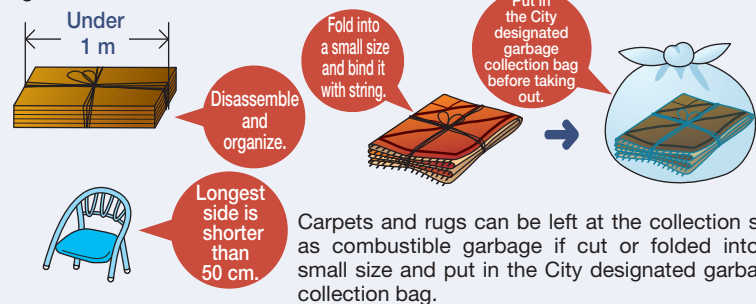 Under
1 m
Disassemble
and
organize.
Fold into
a small size
and bind it
with string.
Put in
the City
designated
garbage
collection bag
before taking
out.
Longest
side is
shorter
than
50 cm.
Carpets and rugs can be left at the collection
as combustible garbage if cut or folded into
small size and put in the City designated
collection bag.